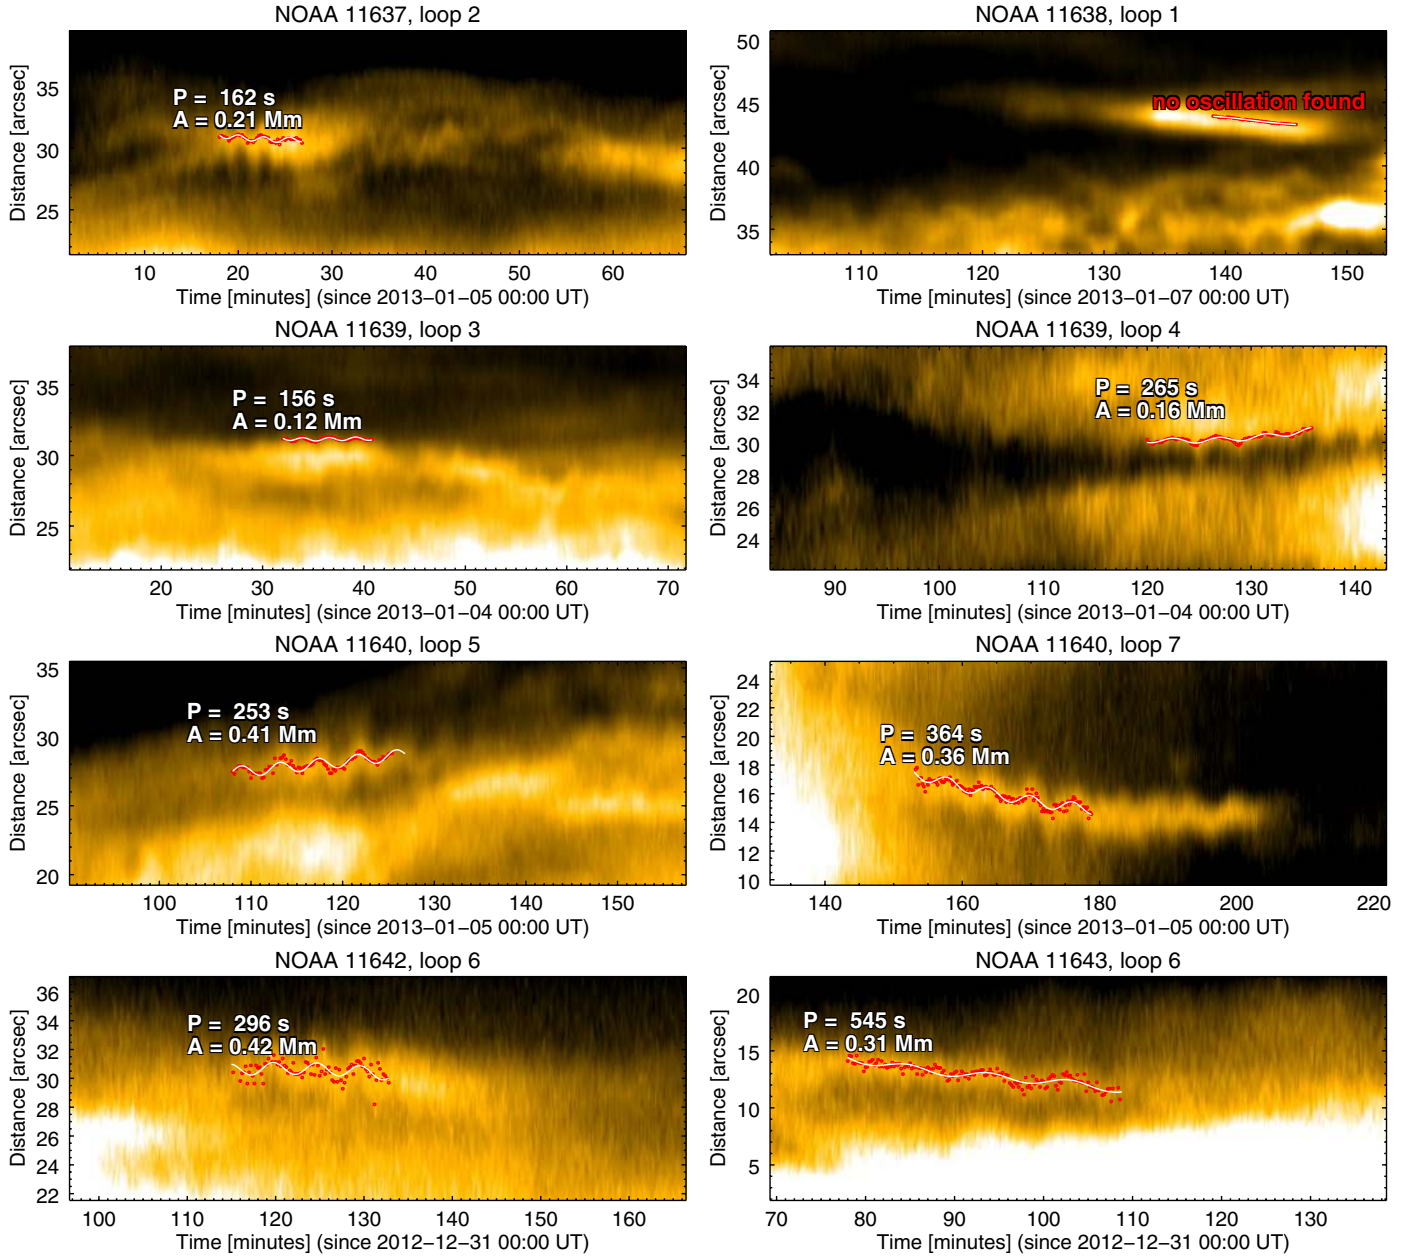 NOAA 11637, loop 2
P = 162 s
A = 0.21 Mm
Distance [arcsec]
35
30
25
10 20 30 40 50 60
Time [minutes] (since 2013−01−05 00:00 UT)
NOAA 11638, loop 1
no oscillation found
Distance [arcsec]
50
45
40
35
110 120 130 140 150
Time [minutes] (since 2013−01−07 00:00 UT)
NOAA 11639, loop 3
P = 156 s
A = 0.12 Mm
Distance [arcsec]
35
30
25
20 30 40 50 60 70
Time [minutes] (since 2013−01−04 00:00 UT)
NOAA 11639, loop 4
P = 265 s
A = 0.16 Mm
Distance [arcsec]
34
32
30
28
26
24
90 100 110 120 130 140
Time [minutes] (since 2013−01−04 00:00 UT)
NOAA 11640, loop 5
P = 253 s
A = 0.41 Mm
Distance [arcsec]
35
30
25
20
100 110 120 130 140 150
Time [minutes] (since 2013−01−05 00:00 UT)
NOAA 11640, loop 7
P = 364 s
A = 0.36 Mm
Distance [arcsec]
24
22
20
18
16
14
12
10
140 160 180 200 220
Time [minutes] (since 2013−01−05 00:00 UT)
NOAA 11642, loop 6
P = 296 s
A = 0.42 Mm
Distance [arcsec]
36
34
32
30
28
26
24
22
100 110 120 130 140 150 160
Time [minutes] (since 2012−12−31 00:00 UT)
NOAA 11643, loop 6
P = 545 s
A = 0.31 Mm
Distance [arcsec]
20
15
10
5
70 80 90 100 110 120 130
Time [minutes] (since 2012−12−31 00:00 UT)